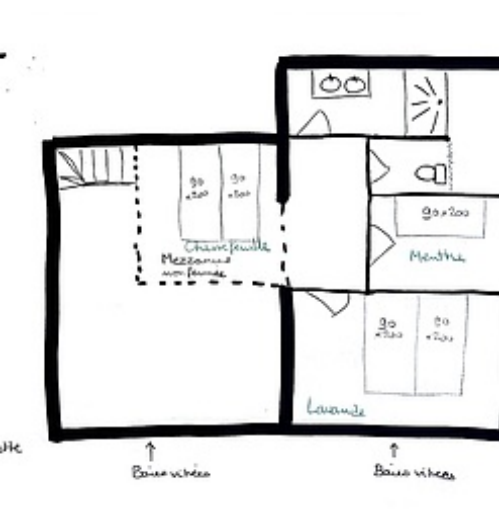 90
x200
90
x200
Chèvrefeuille
Mezzanine
non fermée
90x200
Menthe
90
x200
90
x200
Lavande
Baies vitrées
Baies vitrées